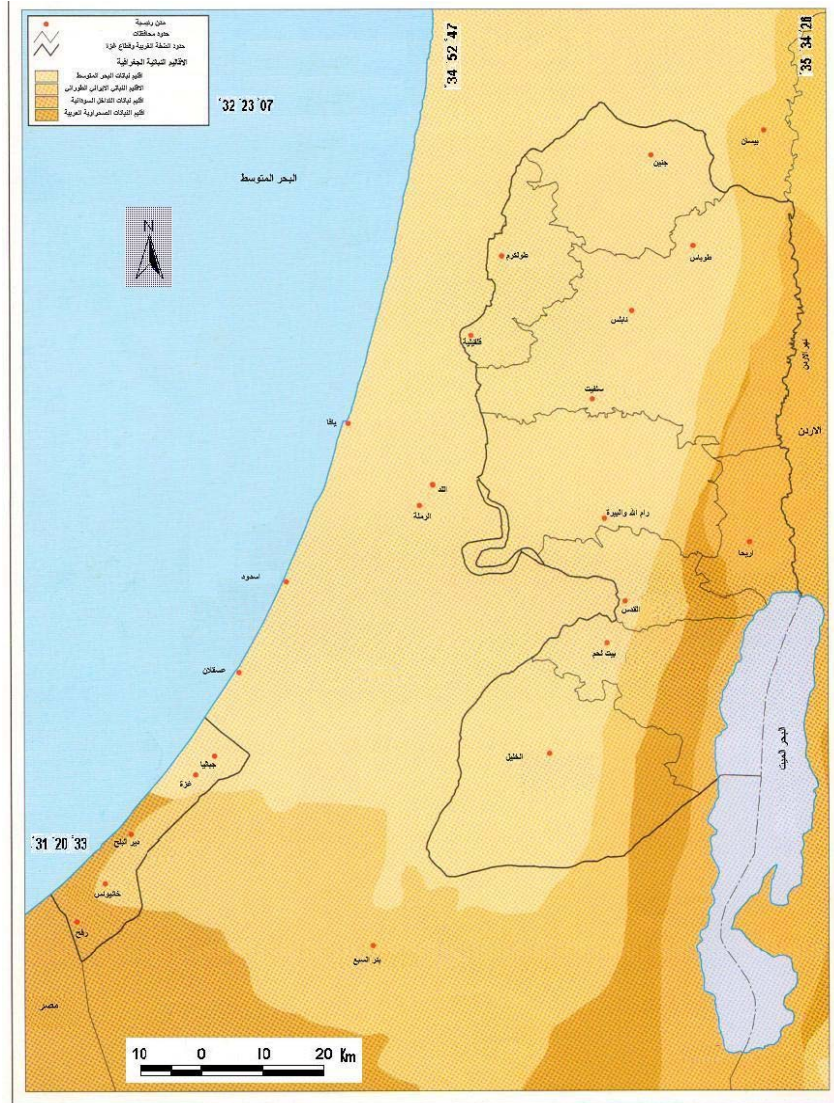 مدن رئيسية
حدود محافظات
حدود الضفة الغربية وقطاع غزة
الاقاليم النباتية الجغرافية
اقليم نباتات البحر المتوسط
الاقليم النباتي الايراني الطوراني
اقليم نباتات التداخل السودانية
اقليم النباتات الصحراوية العربية
°32 23 07
°34 52 47
°35 34 28
البحر المتوسط
N
بيسان
جنين
طوباس
طولكرم
نابلس
قلقيلية
نهر الاردن
سلفيت
يافا
الاردن
اللد
الرملة
رام الله والبيرة
اريحا
اسدود
القدس
بيت لحم
عسقلان
البحر الميت
الخليل
جباليا
غزة
دير البلح
°31 20 33
خانيونس
رفح
بئر السبع
مصر
10 0 10 20 Km